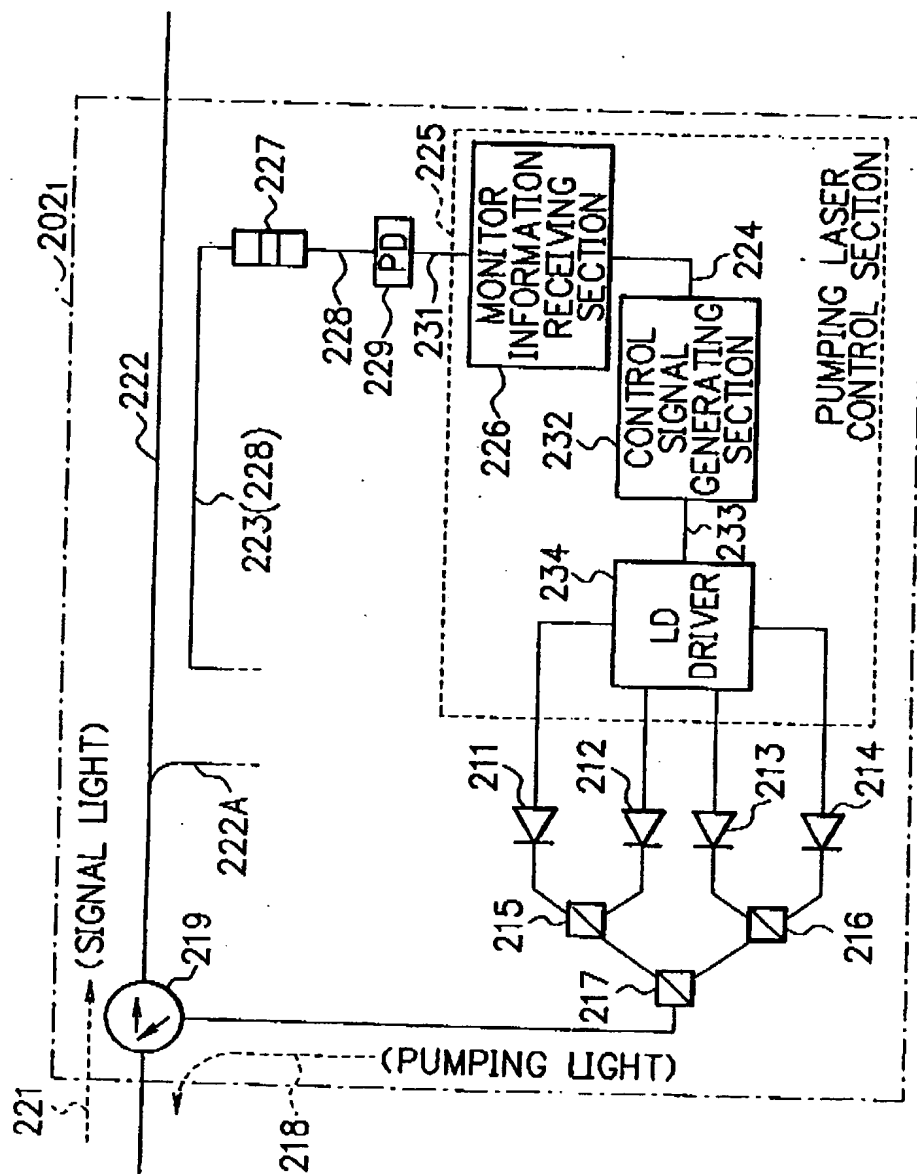 2021
221
(SIGNAL LIGHT)
219
222
222A
223(228)
227
228
PD
229
231
225
MONITOR
INFORMATION
RECEIVING
SECTION
226
224
CONTROL
SIGNAL
GENERATING
SECTION
232
233
PUMPING LASER
CONTROL SECTION
LD
DRIVER
234
211
212
213
214
215
216
217
(PUMPING LIGHT)
218